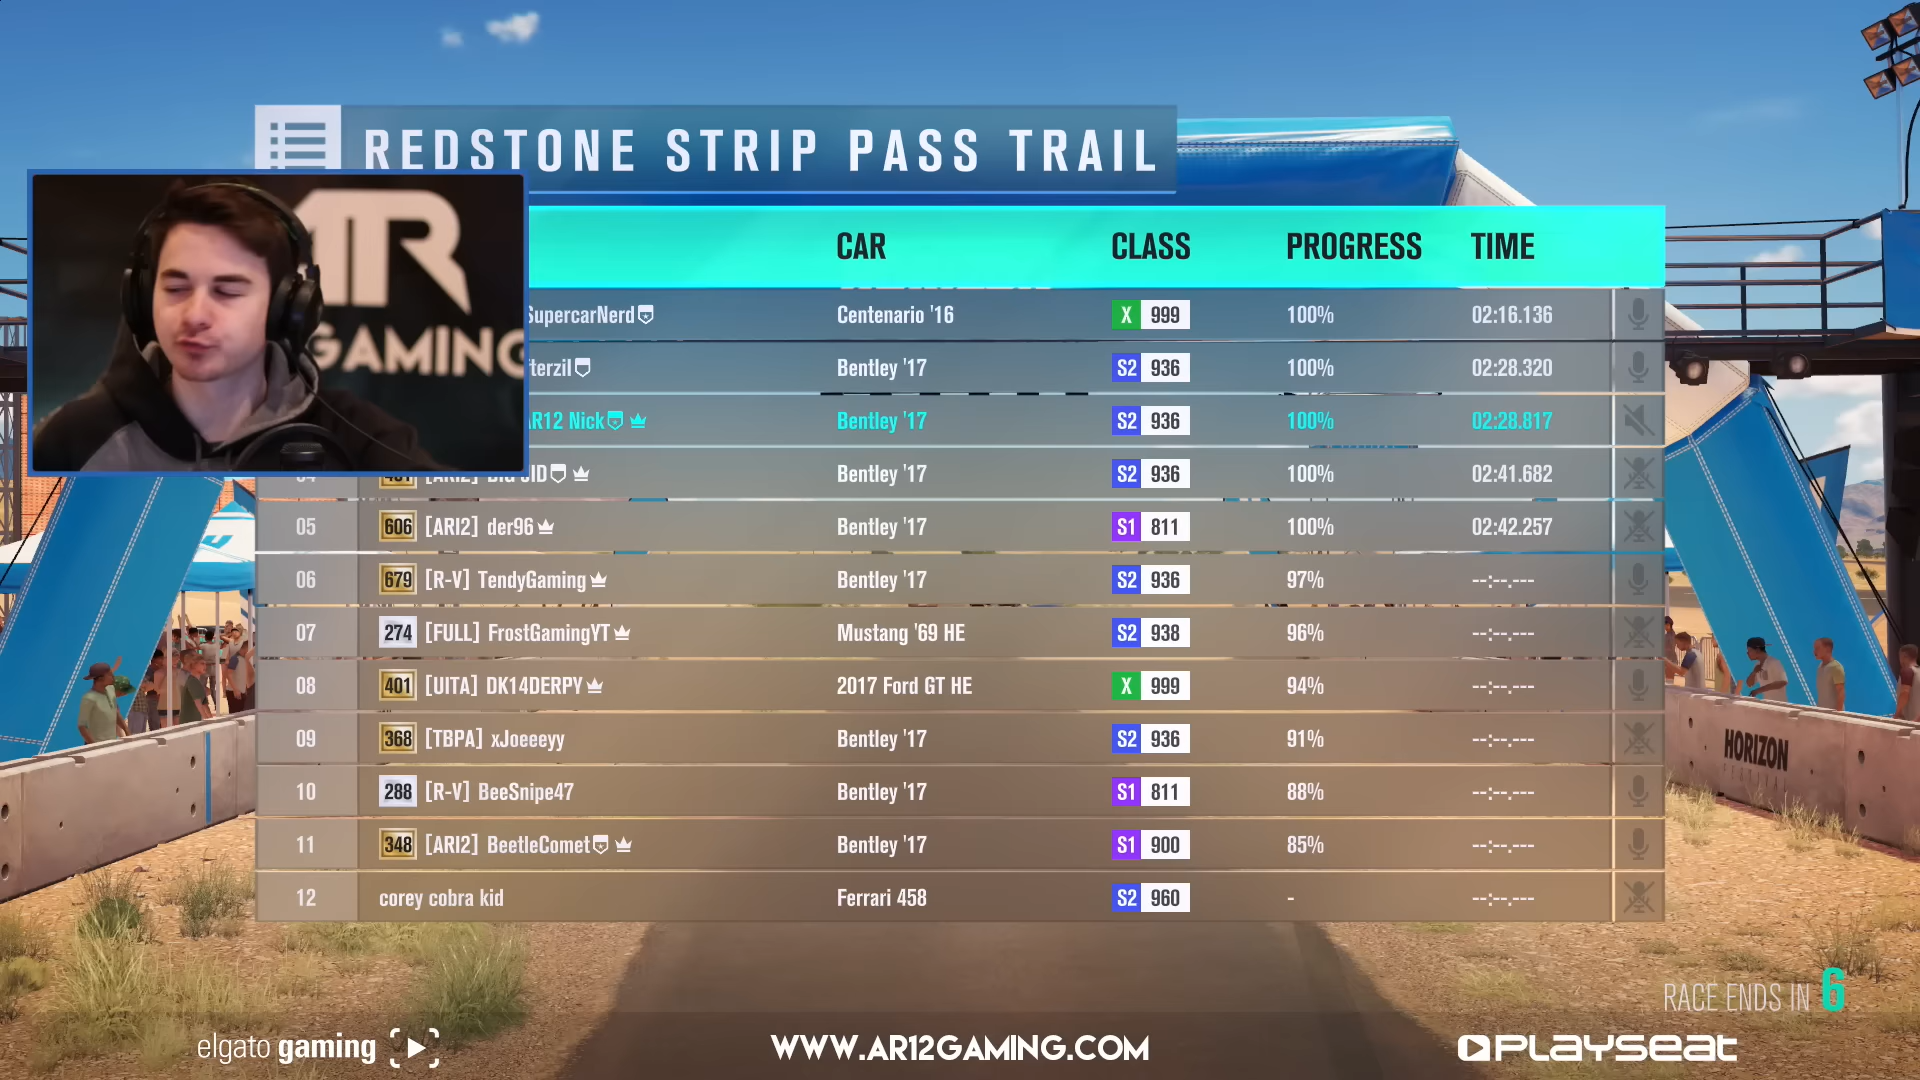 REDSTONE STRIP PASS TRAIL
CAR CLASS PROGRESS TIME
SupercarNerd Centenario '16 X 999 100% 02:16.136
terzil Bentley '17 S2 936 100% 02:28.320
AR12 Nick Bentley '17 S2 936 100% 02:28.817
Bentley '17 S2 936 100% 02:41.682
05 606 [AR12] der96 Bentley '17 S1 811 100% 02:42.257
06 679 [R-V] TendyGaming Bentley '17 S2 936 97% --:--.---
07 274 [FULL] FrostGamingYT Mustang '69 HE S2 938 96% --:--.---
08 401 [UITA] DK14DERPY 2017 Ford GT HE X 999 94% --:--.---
09 368 [TBPA] xJoeeeyy Bentley '17 S2 936 91% --:--.---
10 288 [R-V] BeeSnipe47 Bentley '17 S1 811 88% --:--.---
11 348 [AR12] BeetleComet Bentley '17 S1 900 85% --:--.---
12 corey cobra kid Ferrari 458 S2 960 - --:--.---
AR
GAMING
HORIZON
RACE ENDS IN 6
elgato gaming
WWW.AR12GAMING.COM
PLAYSEAT